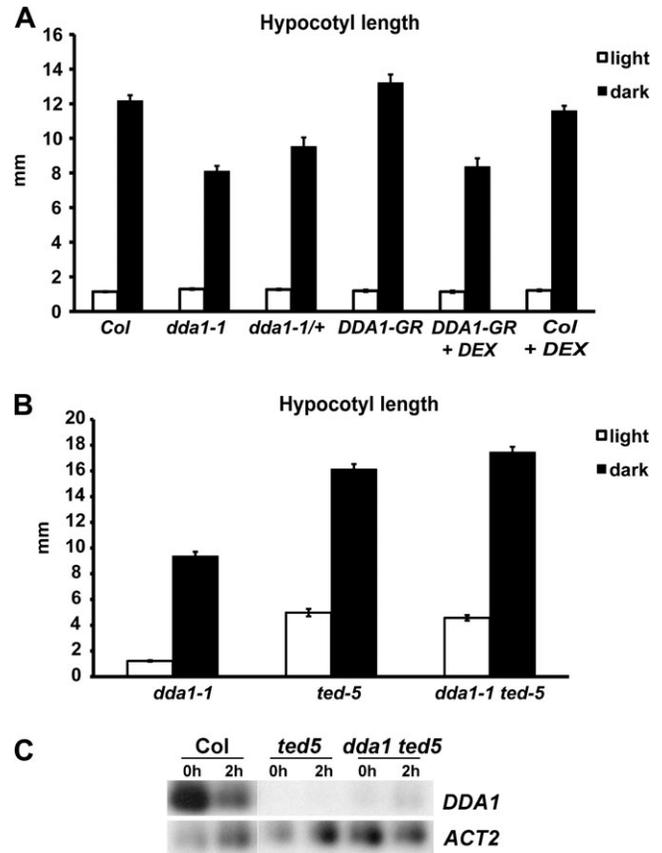 A
Hypocotyl length
16
14
12
10
8
6
4
2
0
mm
light
dark
Col
dda1-1
dda1-1/+
DDA1-GR
DDA1-GR
+ DEX
Col
+ DEX
B
Hypocotyl length
20
18
16
14
12
10
8
6
4
2
0
mm
light
dark
dda1-1
ted-5
dda1-1 ted-5
C
Col ted5 dda1 ted5
0h 2h 0h 2h 0h 2h
DDA1
ACT2